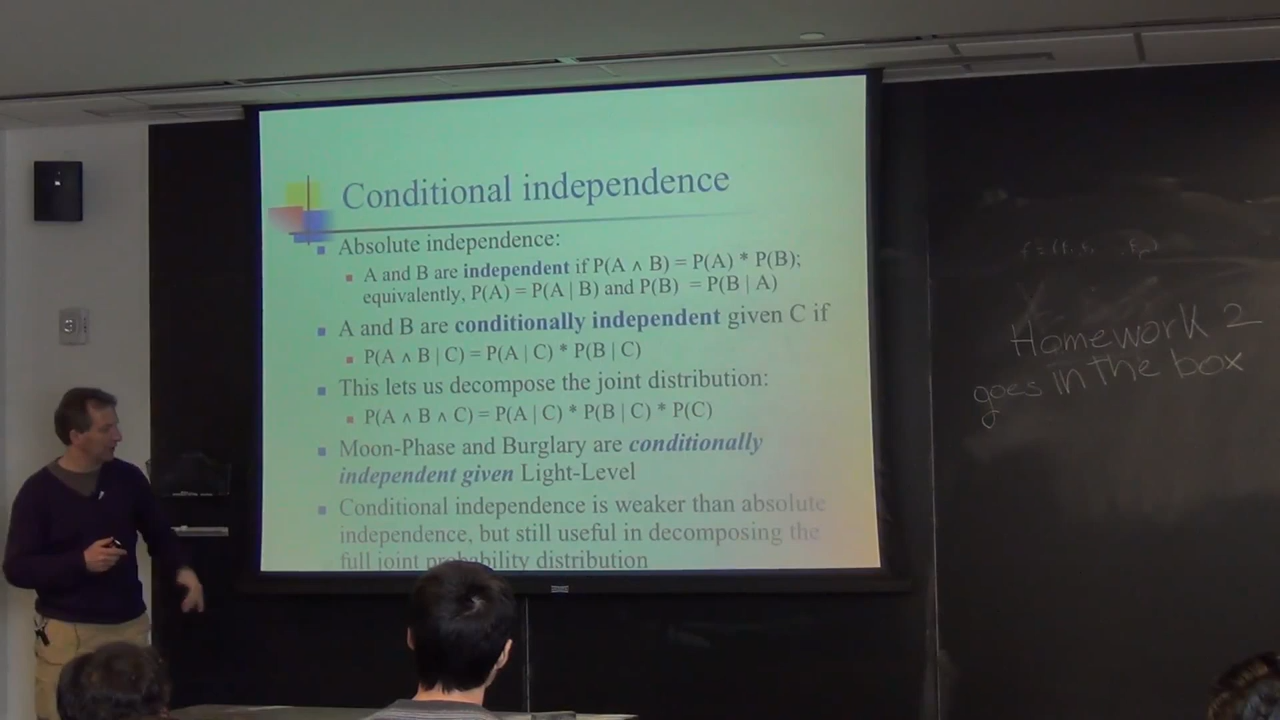 Conditional independence
Absolute independence:
A and B are independent if P(A ∧ B) = P(A) * P(B);
equivalently, P(A) = P(A | B) and P(B) = P(B | A)
A and B are conditionally independent given C if
P(A ∧ B | C) = P(A | C) * P(B | C)
This lets us decompose the joint distribution:
P(A ∧ B ∧ C) = P(A | C) * P(B | C) * P(C)
Moon-Phase and Burglary are conditionally
independent given Light-Level
Conditional independence is weaker than absolute
independence, but still useful in decomposing the
full joint probability distribution
Homework 2
goes in the box